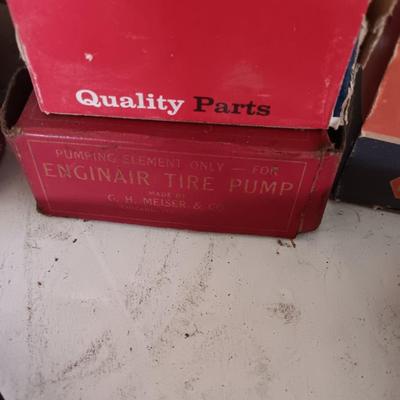 Quality Parts
PUMPING ELEMENT ONLY — FOR
ENGINAIR TIRE PUMP
MADE BY
G. H. MEISER & CO.